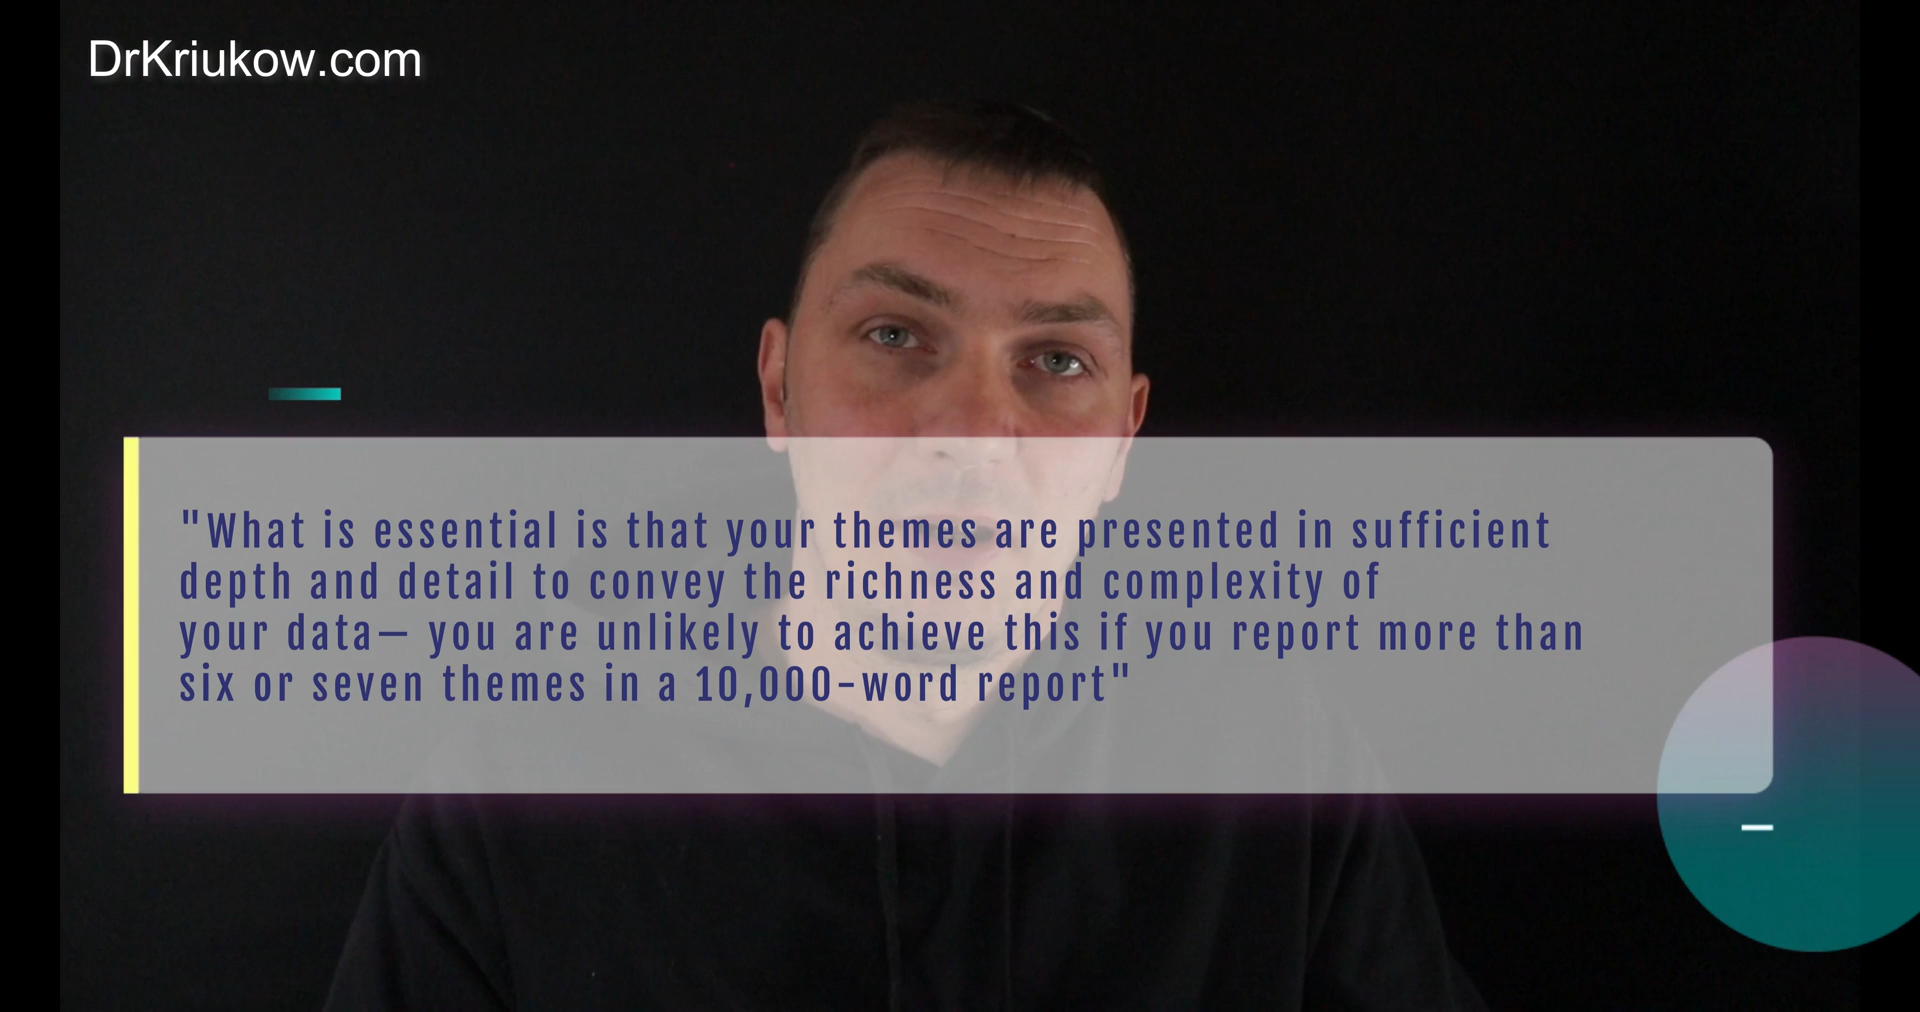 DrKriukow.com
"What is essential is that your themes are presented in sufficient
depth and detail to convey the richness and complexity of
your data— you are unlikely to achieve this if you report more than
six or seven themes in a 10,000-word report"